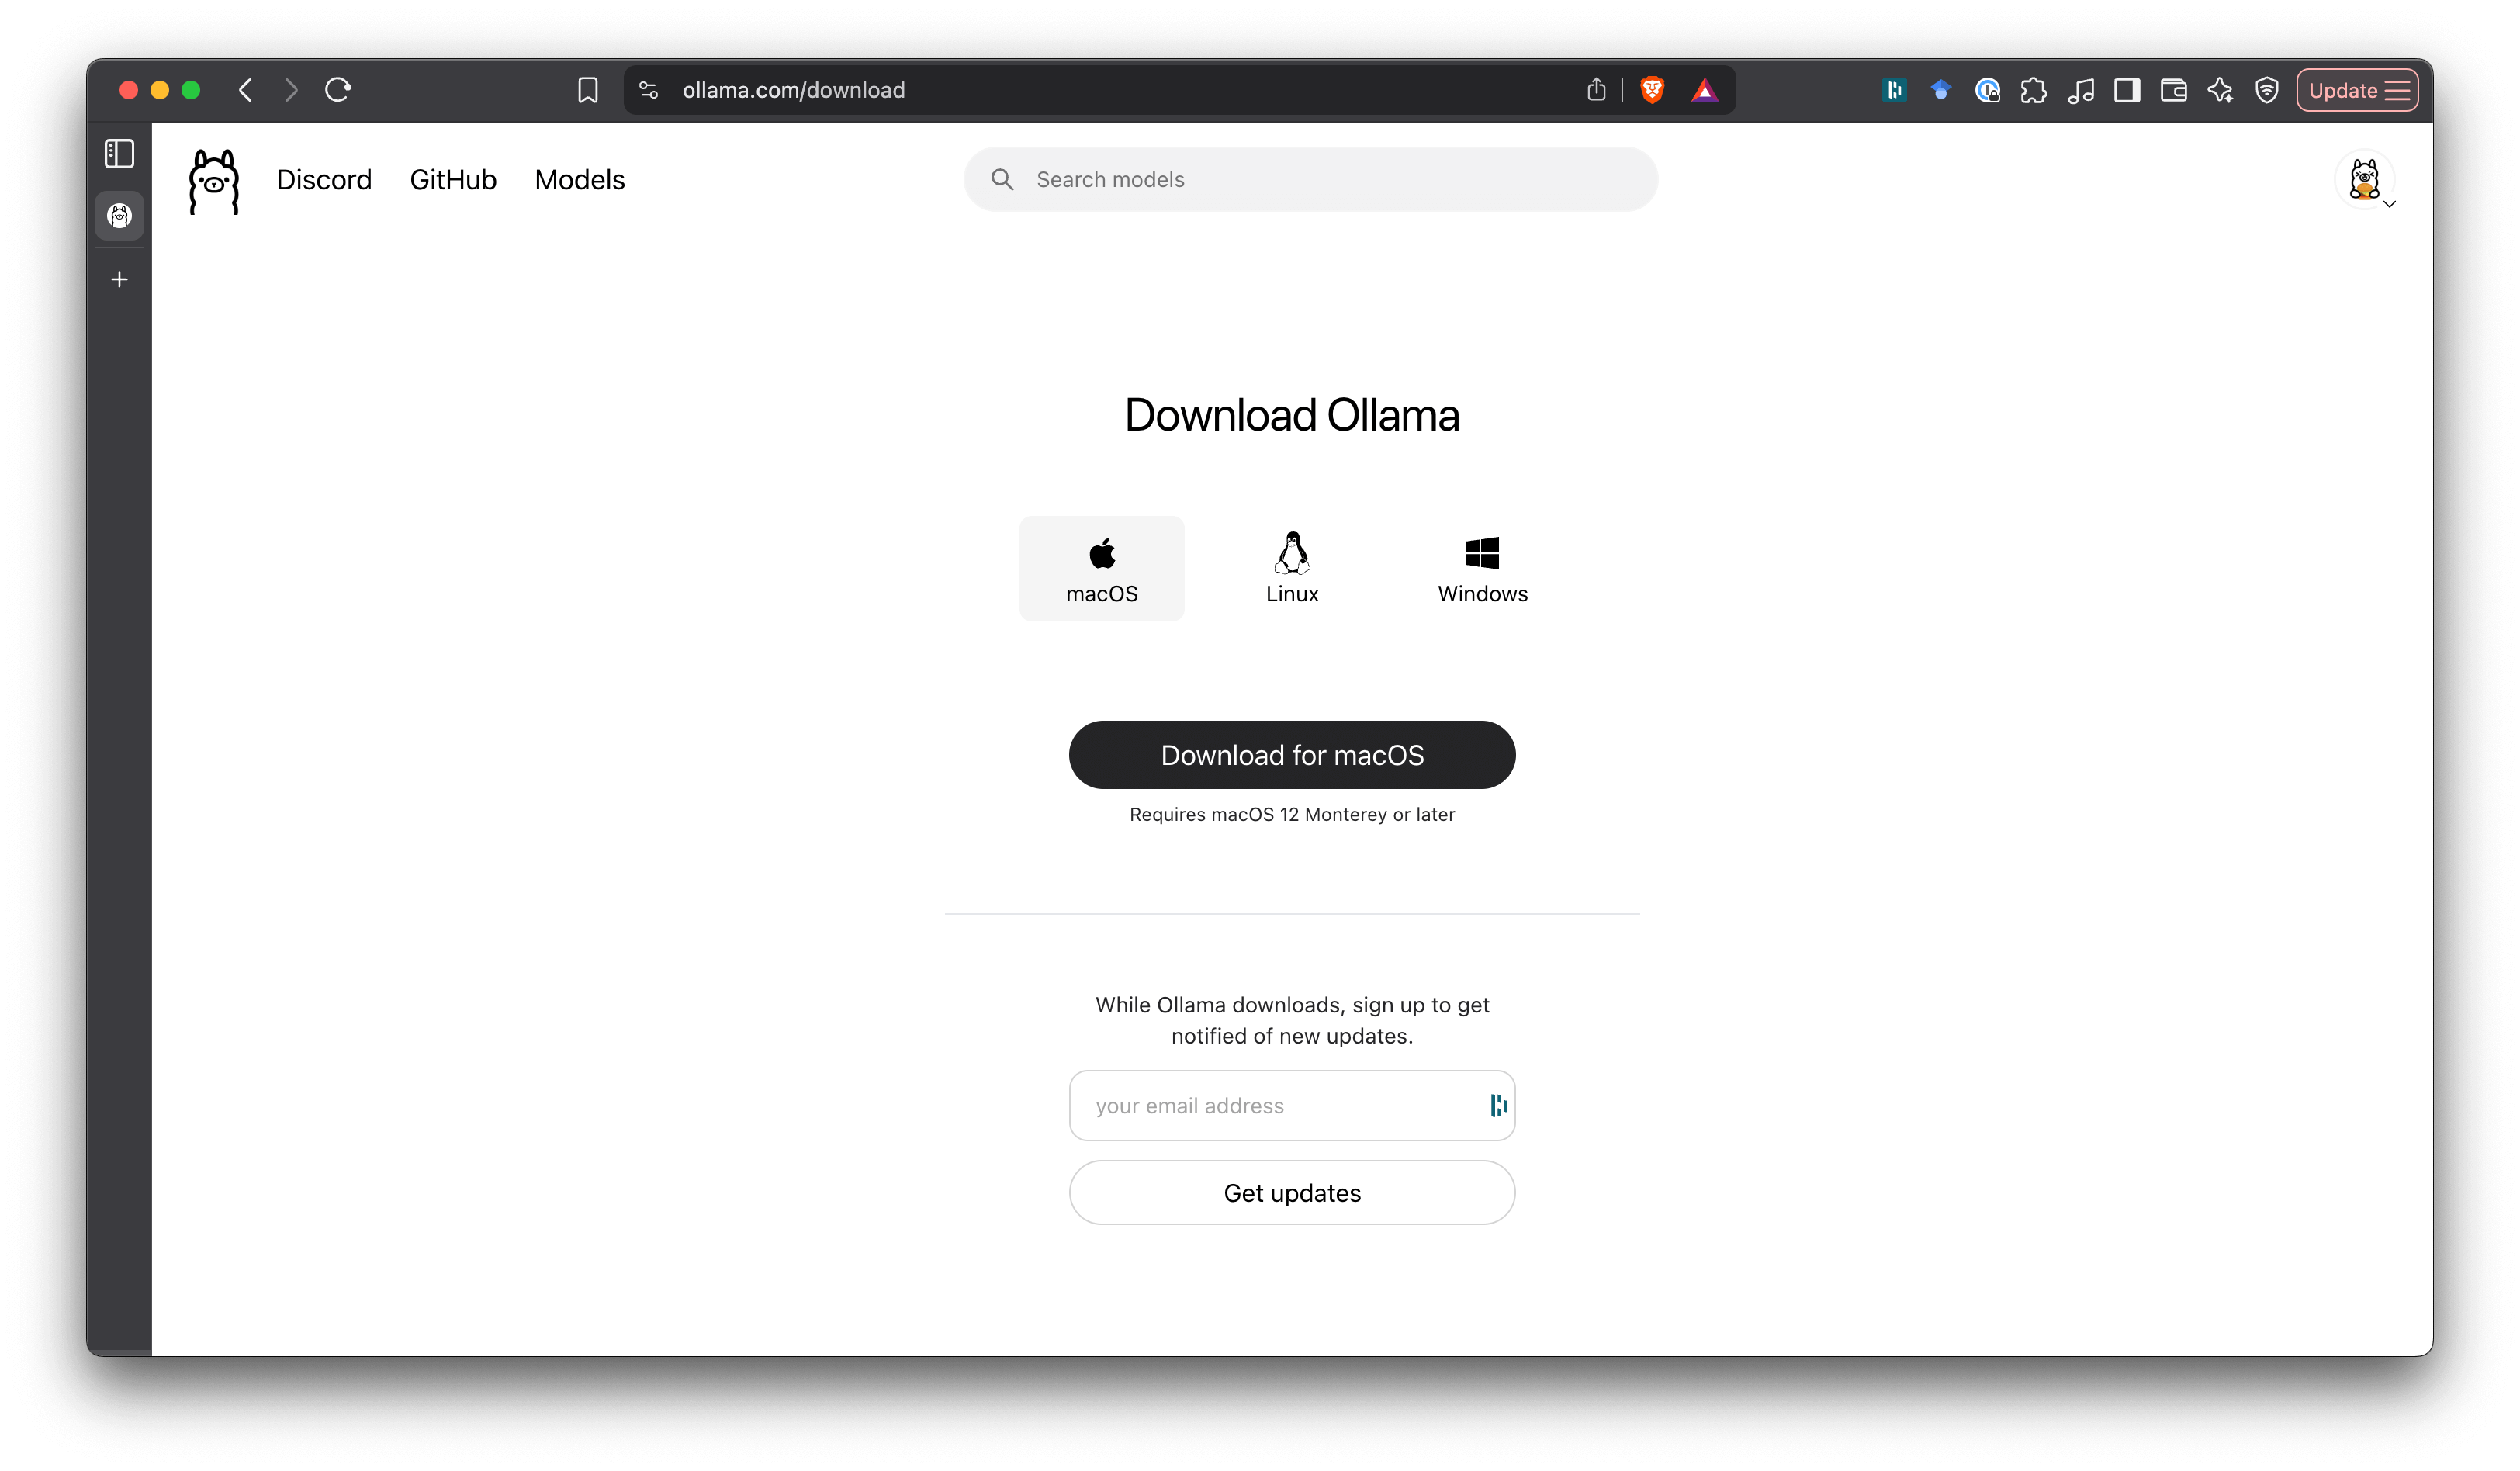 ollama.com/download
Update
Discord GitHub Models
Search models
Download Ollama
macOS Linux Windows
Download for macOS
Requires macOS 12 Monterey or later
While Ollama downloads, sign up to get
notified of new updates.
your email address
Get updates